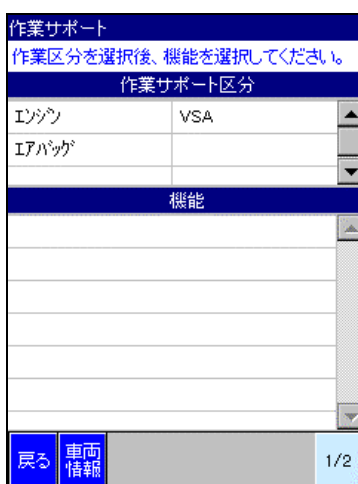 作業サポート
作業区分を選択後、機能を選択してください。
作業サポート区分
エンジン VSA
エアバッグ
機能
戻る 車両情報 1/2